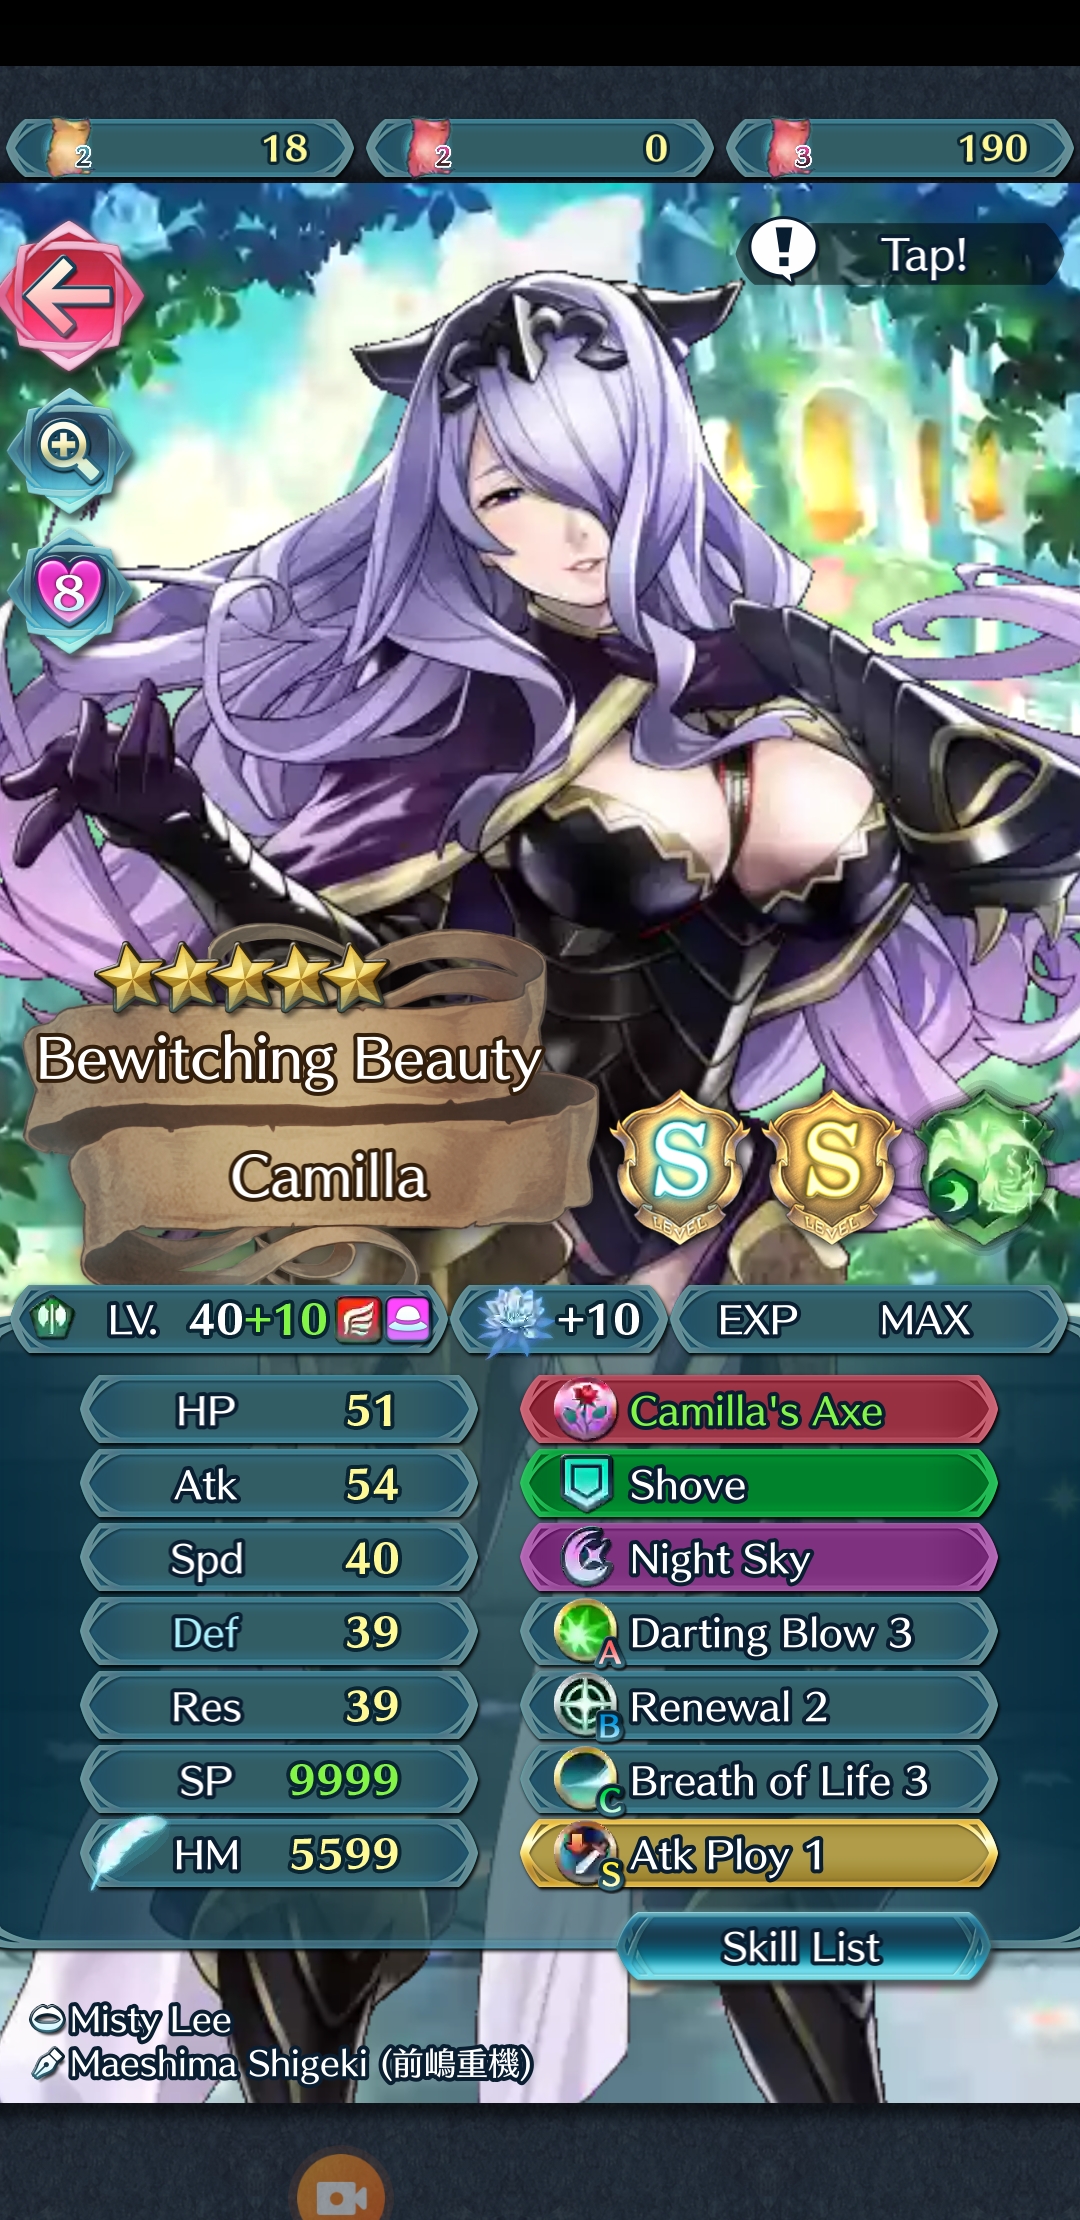 2 18
2 0
3 190
! Tap!
8
Bewitching Beauty
Camilla
S LEVEL
S LEVEL
LV. 40+10
+10
EXP MAX
HP 51
Camilla's Axe
Atk 54
Shove
Spd 40
Night Sky
Def 39
A Darting Blow 3
Res 39
B Renewal 2
SP 9999
C Breath of Life 3
HM 5599
S Atk Ploy 1
Skill List
Misty Lee
Maeshima Shigeki (前嶋重機)